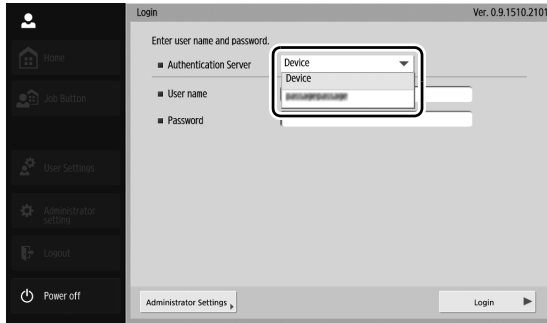 Login
Ver. 0.9.1510.2101
Enter user name and password.
Authentication Server
Device
Device
User name
Password
Home
Job Button
User Settings
Administrator
setting
Logout
Power off
Administrator Settings
Login